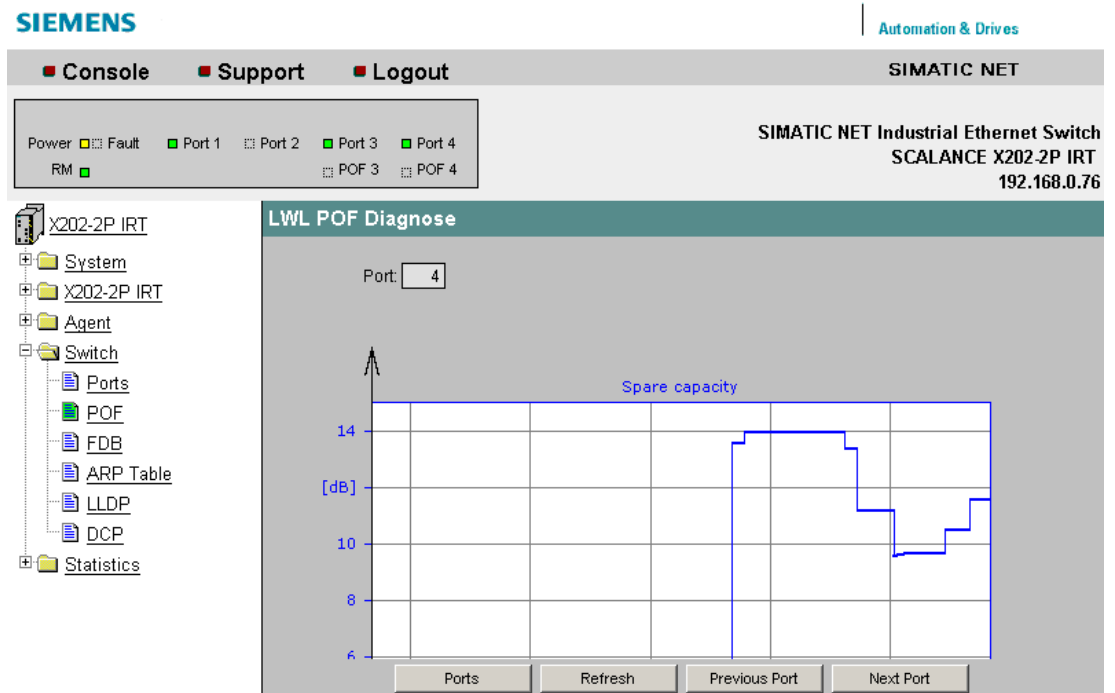 SIEMENS
Automation & Drives
Console Support Logout SIMATIC NET
Power Fault Port 1 Port 2 Port 3 Port 4
RM POF 3 POF 4
SIMATIC NET Industrial Ethernet Switch
SCALANCE X202-2P IRT
192.168.0.76
X202-2P IRT
System
X202-2P IRT
Agent
Switch
Ports
POF
FDB
ARP Table
LLDP
DCP
Statistics
LWL POF Diagnose
Port: 4
Spare capacity
14
[dB]
10
8
6
Ports Refresh Previous Port Next Port